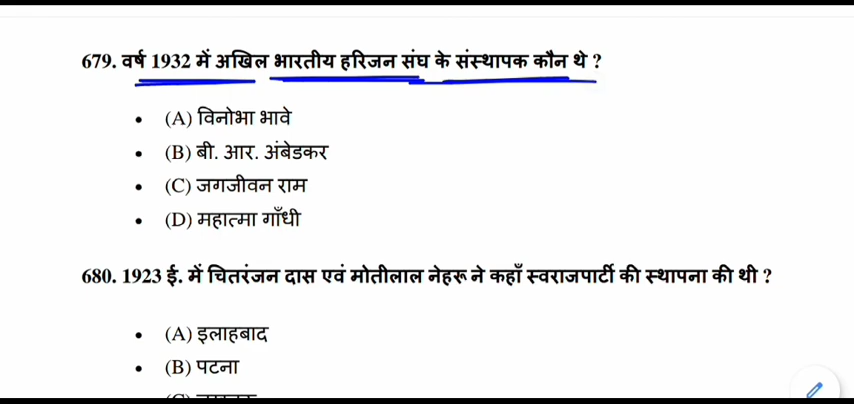 679. वर्ष 1932 में अखिल भारतीय हरिजन संघ के संस्थापक कौन थे ?
• (A) विनोभा भावे
• (B) बी. आर. अंबेडकर
• (C) जगजीवन राम
• (D) महात्मा गाँधी
680. 1923 ई. में चितरंजन दास एवं मोतीलाल नेहरू ने कहाँ स्वराजपार्टी की स्थापना की थी ?
• (A) इलाहबाद
• (B) पटना